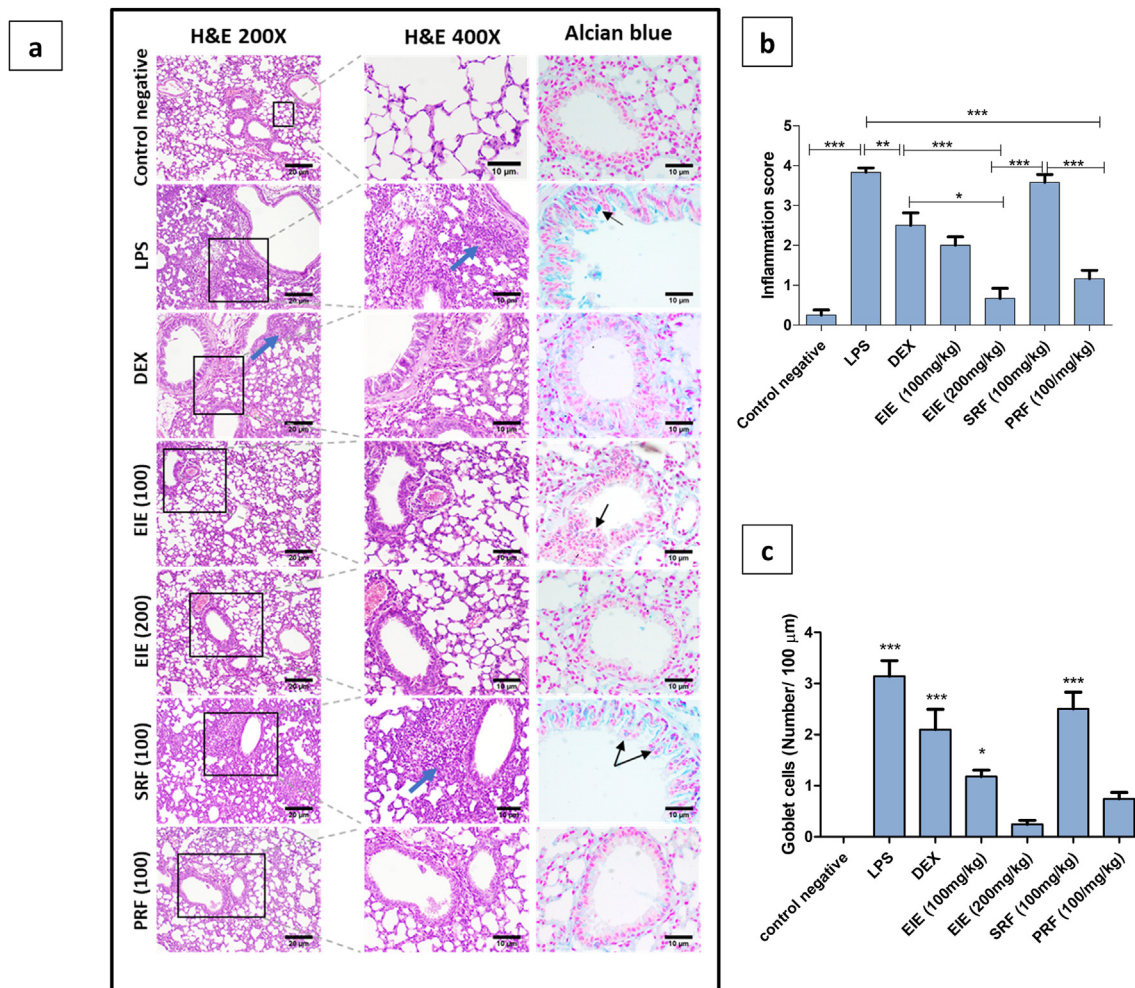 a
H&E 200X
H&E 400X
Alcian blue
Control negative
20 µm
10 µm
10 µm
LPS
20 µm
10 µm
10 µm
DEX
20 µm
10 µm
10 µm
EIE (100)
20 µm
10 µm
10 µm
EIE (200)
20 µm
10 µm
10 µm
SRF (100)
20 µm
10 µm
10 µm
PRF (100)
20 µm
10 µm
10 µm
b
***
*** ** *** *** ***
*
Inflammation score
5
4
3
2
1
0
Control negative
LPS
DEX
EIE (100mg/kg)
EIE (200mg/kg)
SRF (100mg/kg)
PRF (100/mg/kg)
c
***
***
*
***
Goblet cells (Number/ 100 µm)
4
3
2
1
0
control negative
LPS
DEX
EIE (100mg/kg)
EIE (200mg/kg)
SRF (100mg/kg)
PRF (100/mg/kg)